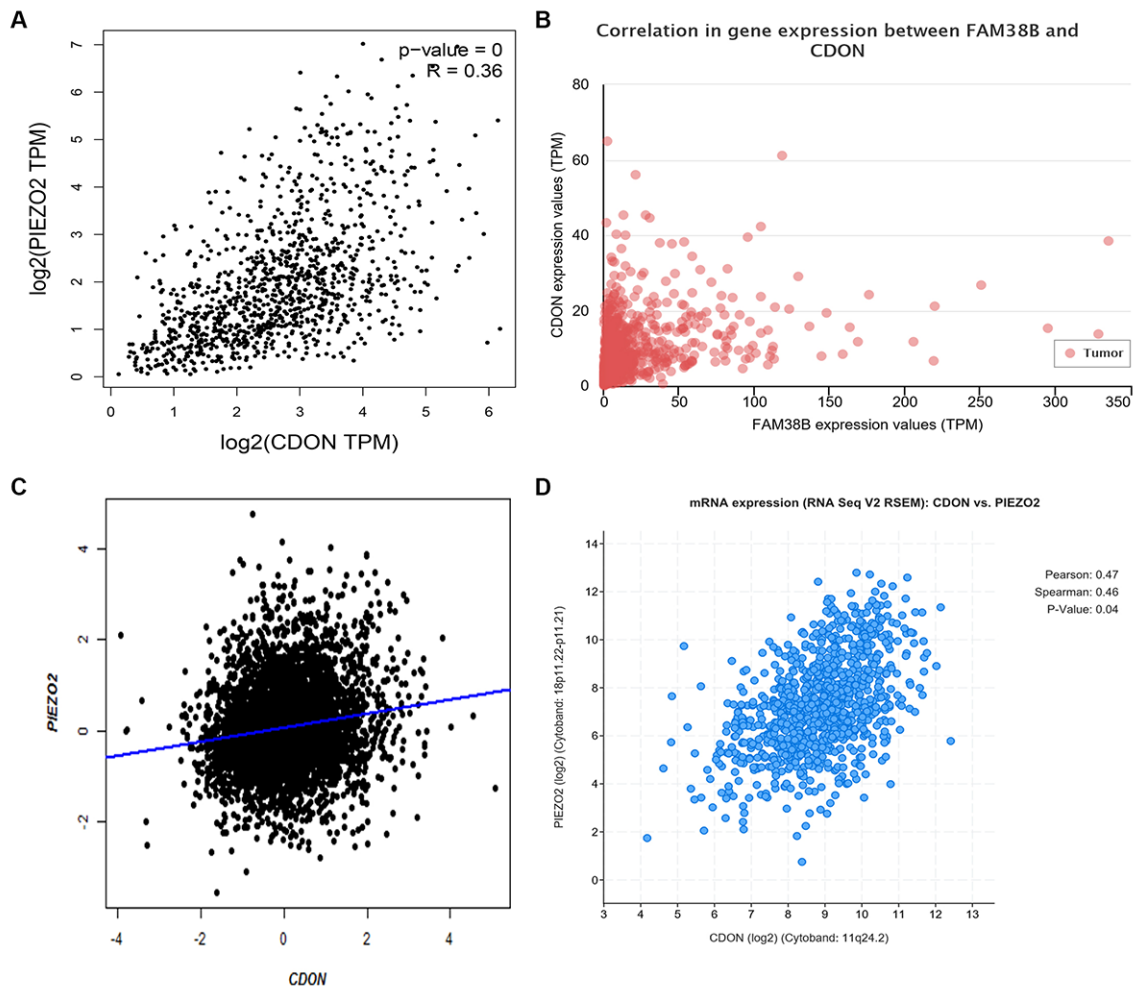 A
p-value = 0
R = 0.36
log2(PIEZO2 TPM)
7
6
5
4
3
2
1
0
0 1 2 3 4 5 6
log2(CDON TPM)
B
Correlation in gene expression between FAM38B and
CDON
CDON expression values (TPM)
80
60
40
20
0
Tumor
0 50 100 150 200 250 300 350
FAM38B expression values (TPM)
C
PIEZO2
4
2
0
-2
-4 -2 0 2 4
CDON
D
mRNA expression (RNA Seq V2 RSEM): CDON vs. PIEZO2
Pearson: 0.47
Spearman: 0.46
P-Value: 0.04
PIEZO2 (log2) (Cytoband: 18p11.22-p11.21)
14
12
10
8
6
4
2
0
3 4 5 6 7 8 9 10 11 12 13
CDON (log2) (Cytoband: 11q24.2)